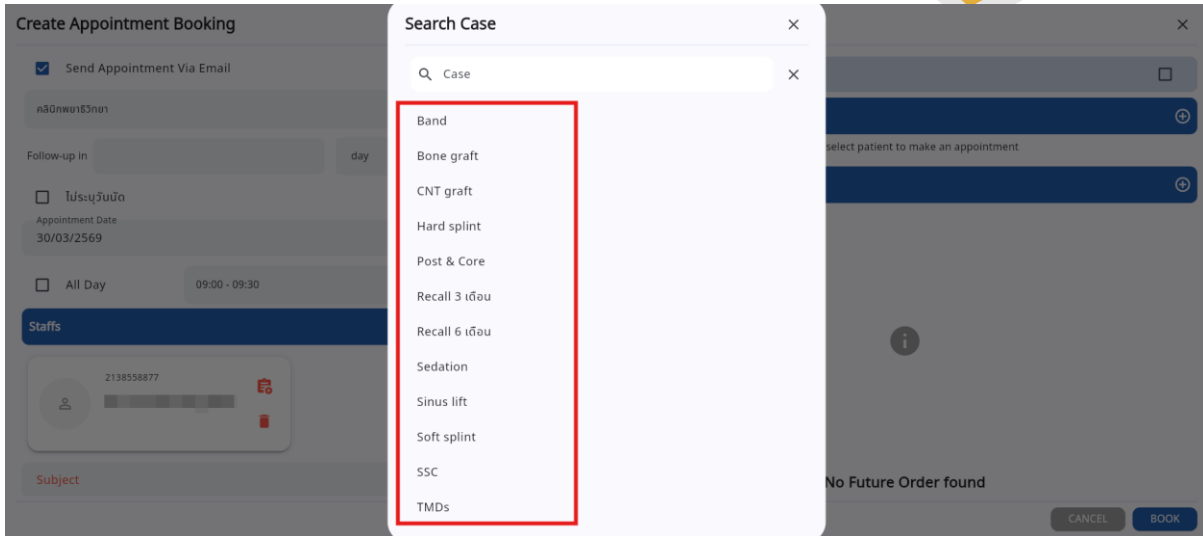 Create Appointment Booking
Send Appointment Via Email
คลินิกพยาธิวิทยา
Follow-up in
day
ไม่ระบุวันนัด
Appointment Date
30/03/2569
All Day
09:00 - 09:30
Staffs
2138558877
Subject
Search Case
Case
Band
Bone graft
CNT graft
Hard splint
Post & Core
Recall 3 เดือน
Recall 6 เดือน
Sedation
Sinus lift
Soft splint
SSC
TMDs
select patient to make an appointment
No Future Order found
CANCEL
BOOK